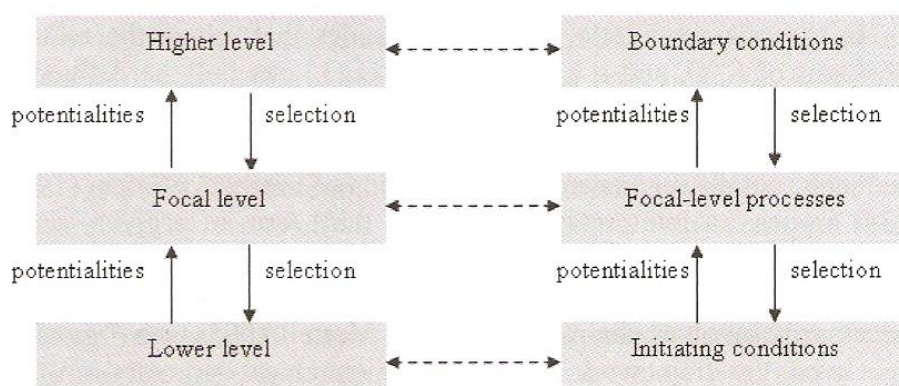 Higher level Boundary conditions
potentialities selection potentialities selection
Focal level Focal-level processes
potentialities selection potentialities selection
Lower level Initiating conditions